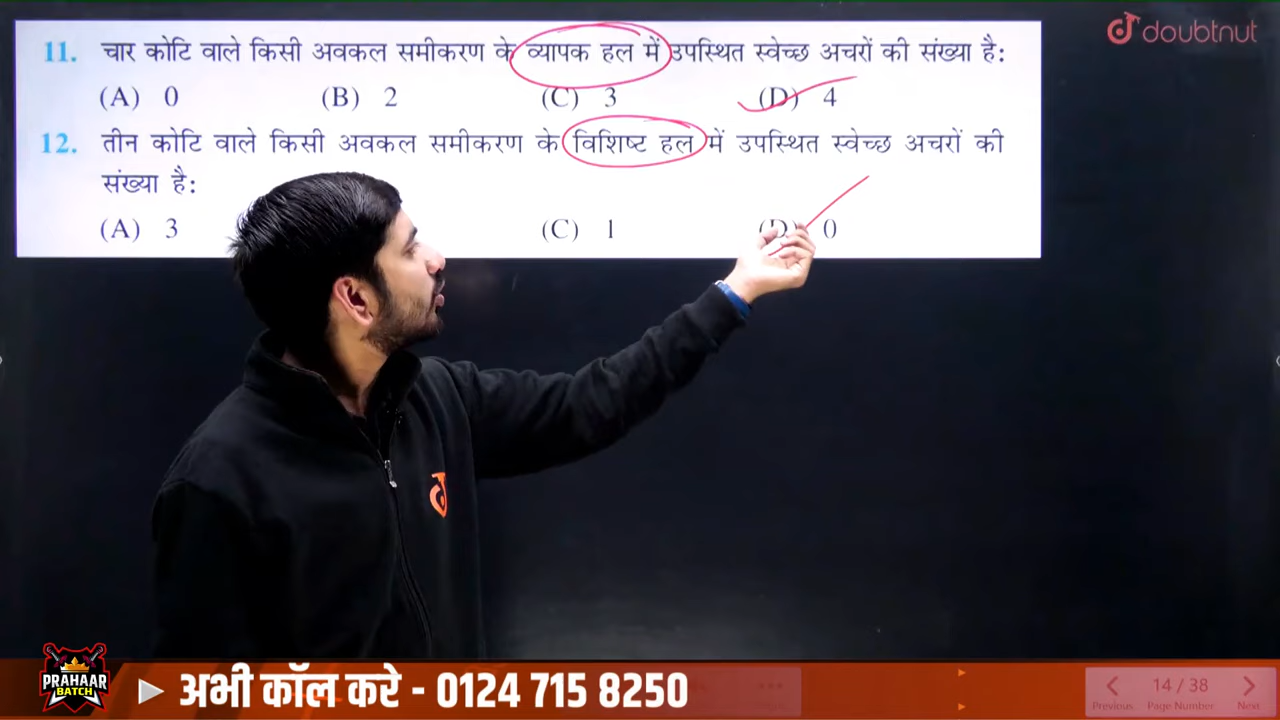 doubtnut
11. चार कोटि वाले किसी अवकल समीकरण के व्यापक हल में उपस्थित स्वेच्छ अचरों की संख्या है:
(A) 0 (B) 2 (C) 3 (D) 4
12. तीन कोटि वाले किसी अवकल समीकरण के विशिष्ट हल में उपस्थित स्वेच्छ अचरों की
संख्या है:
(A) 3 (C) 1 (D) 0
PRAHAAR
BATCH
अभी कॉल करे - 0124 715 8250
14 / 38
Previous Page Number Next